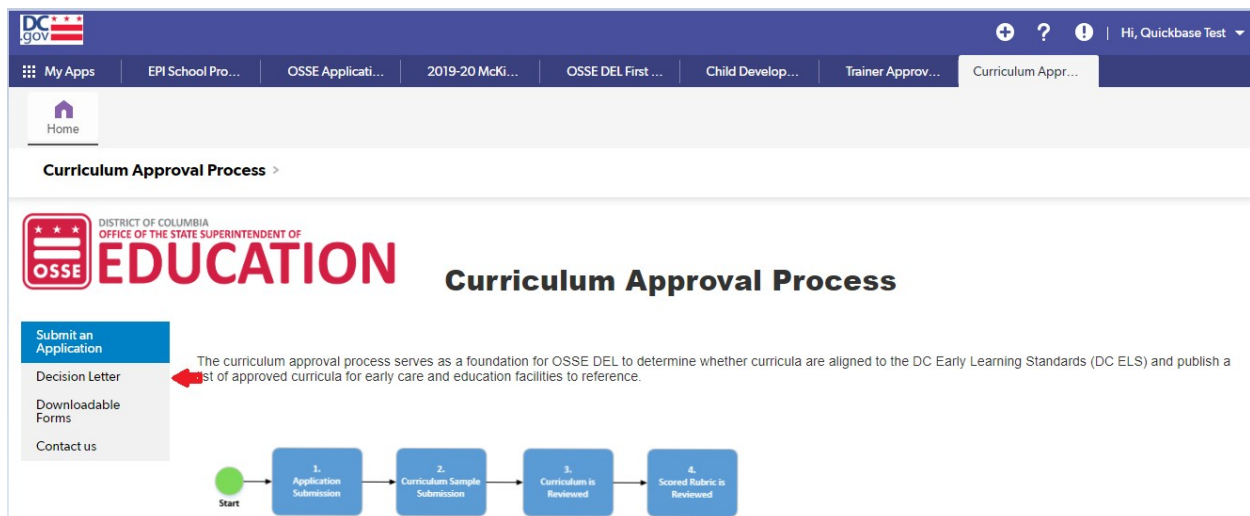 DC
.gov
Hi, Quickbase Test
My Apps
EPI School Pro...
OSSE Applicati...
2019-20 McKi...
OSSE DEL First ...
Child Develop...
Trainer Approv...
Curriculum Appr...
Home
Curriculum Approval Process >
DISTRICT OF COLUMBIA
OFFICE OF THE STATE SUPERINTENDENT OF
OSSE
EDUCATION
Curriculum Approval Process
Submit an
Application
Decision Letter
Downloadable
Forms
Contact us
The curriculum approval process serves as a foundation for OSSE DEL to determine whether curricula are aligned to the DC Early Learning Standards (DC ELS) and publish a
list of approved curricula for early care and education facilities to reference.
Start
1.
Application
Submission
2.
Curriculum Sample
Submission
3.
Curriculum is
Reviewed
4.
Scored Rubric is
Reviewed